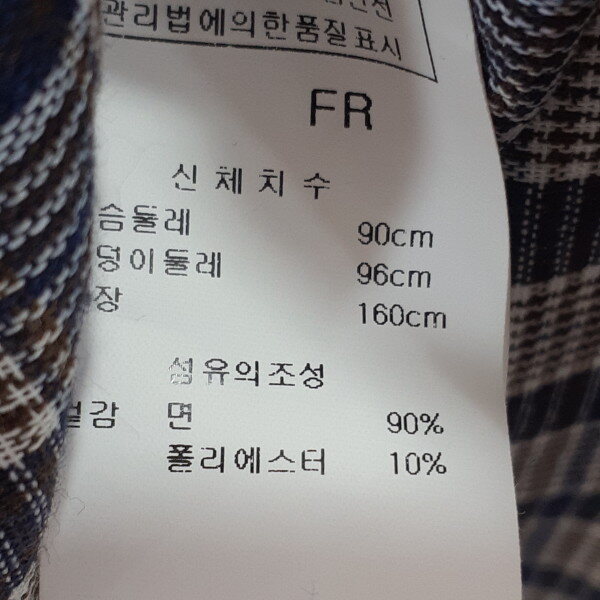 관리법에의한품질표시
FR
신체치수
슴둘레 90cm
덩이둘레 96cm
장 160cm
섬유의조성
겉감 면 90%
폴리에스터 10%